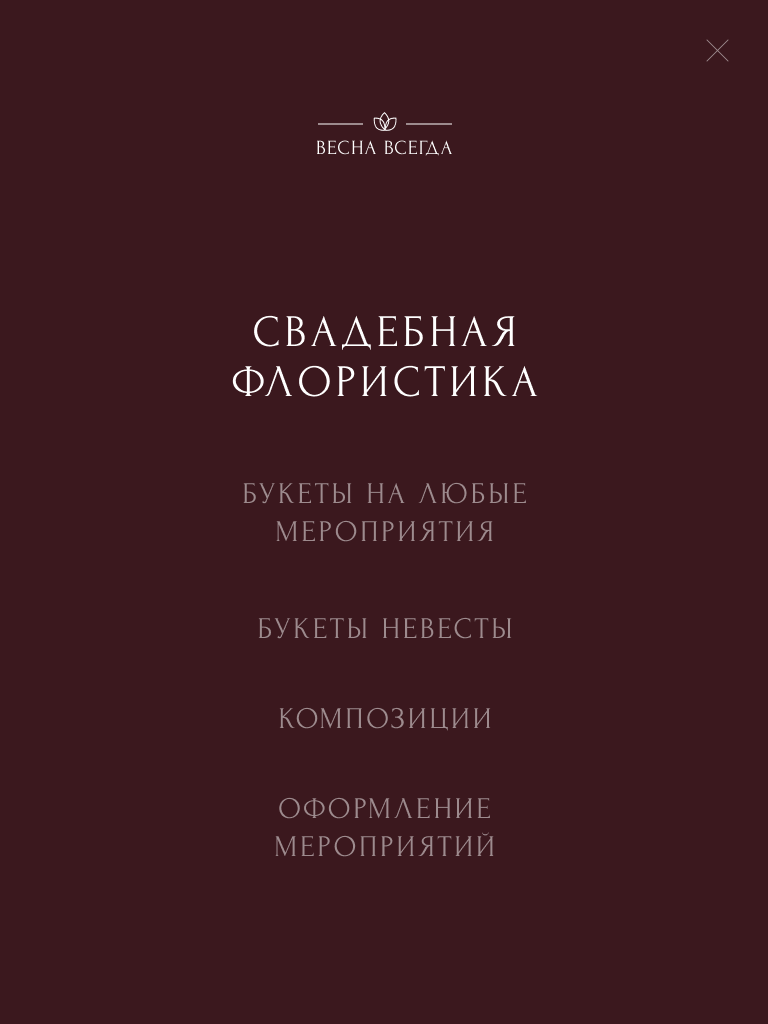 ВЕСНА ВСЕГДА
СВАДЕБНАЯ
ФЛОРИСТИКА
БУКЕТЫ НА ЛЮБЫЕ
МЕРОПРИЯТИЯ
БУКЕТЫ НЕВЕСТЫ
КОМПОЗИЦИИ
ОФОРМЛЕНИЕ
МЕРОПРИЯТИЙ